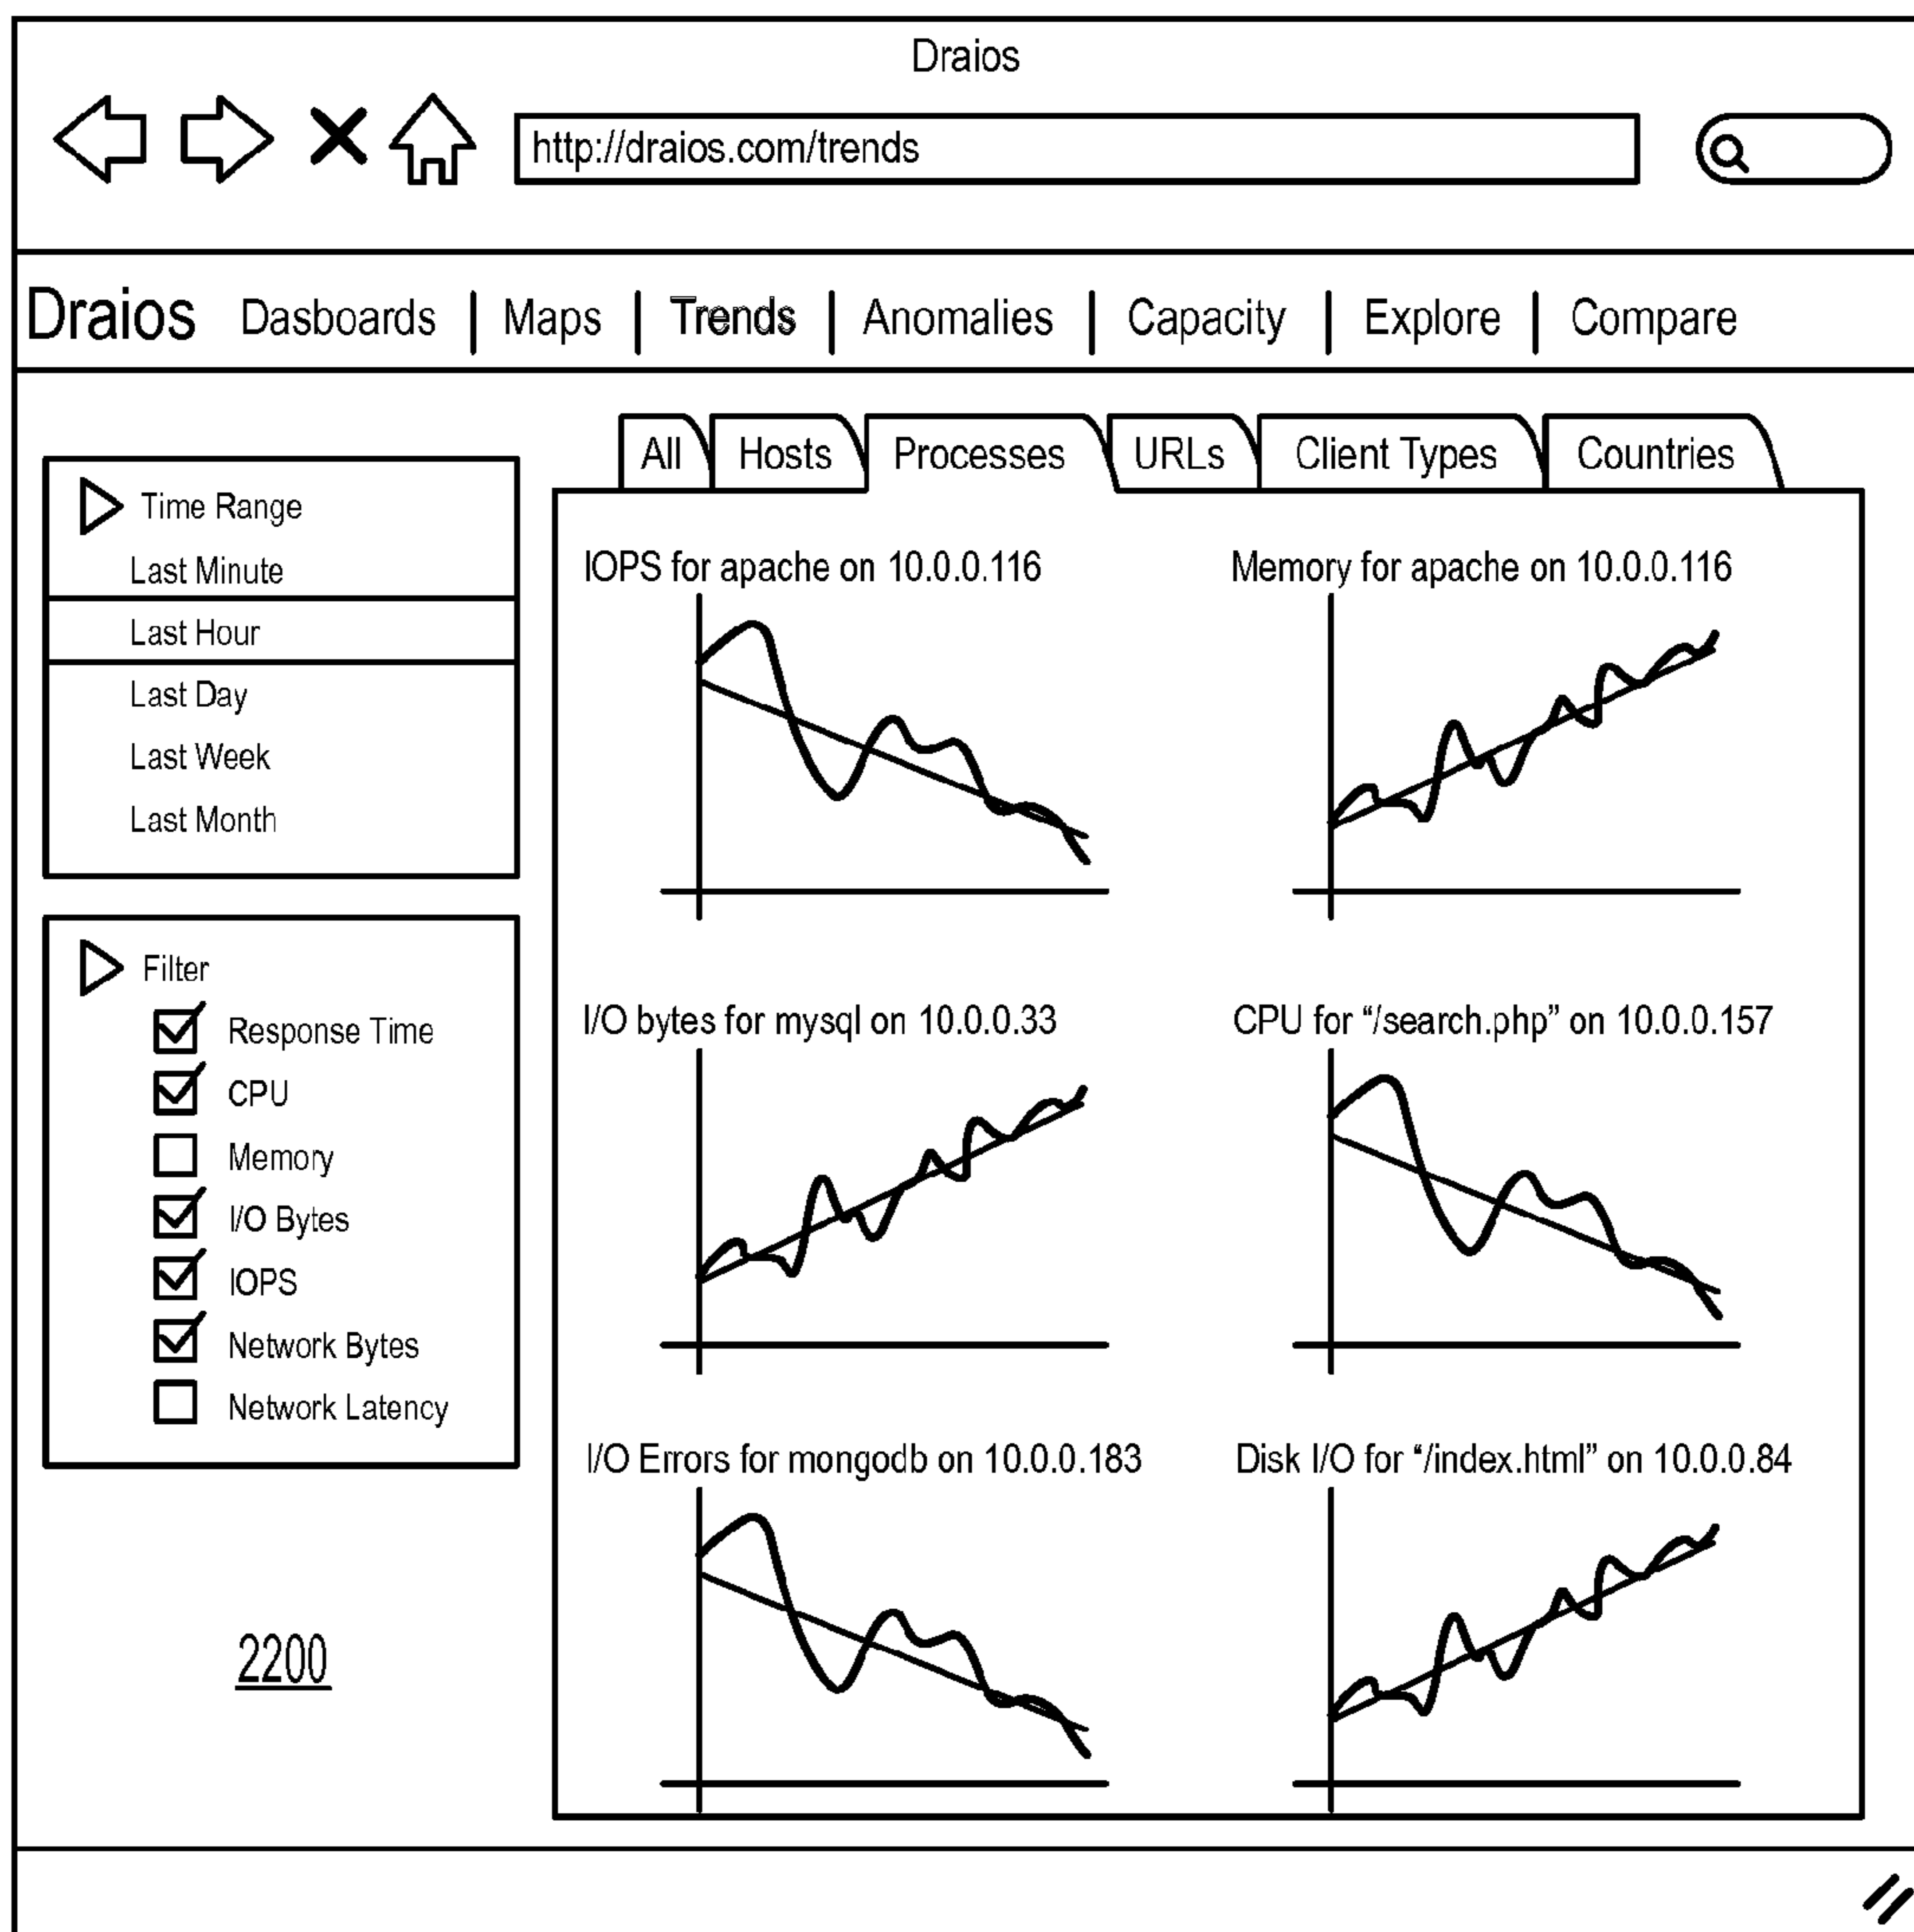 Draios
http://draios.com/trends
Draios Dasboards | Maps | Trends | Anomalies | Capacity | Explore | Compare
All Hosts Processes URLs Client Types Countries
Time Range
Last Minute
Last Hour
Last Day
Last Week
Last Month
Filter
Response Time
CPU
Memory
I/O Bytes
IOPS
Network Bytes
Network Latency
IOPS for apache on 10.0.0.116
Memory for apache on 10.0.0.116
I/O bytes for mysql on 10.0.0.33
CPU for “/search.php” on 10.0.0.157
I/O Errors for mongodb on 10.0.0.183
Disk I/O for “/index.html” on 10.0.0.84
2200